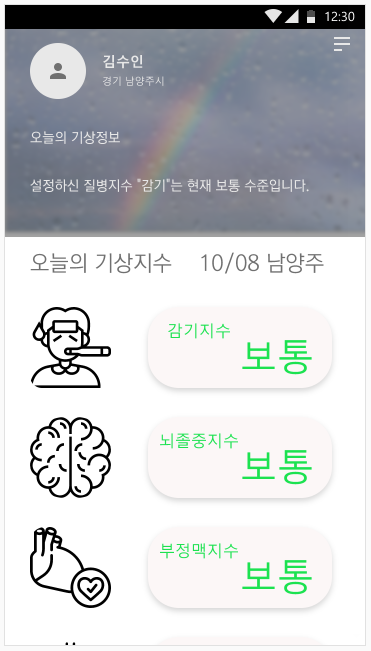 12:30
김수인
경기 남양주시
오늘의 기상정보
설정하신 질병지수 "감기"는 현재 보통 수준입니다.
오늘의 기상지수 10/08 남양주
감기지수
보통
뇌졸중지수
보통
부정맥지수
보통